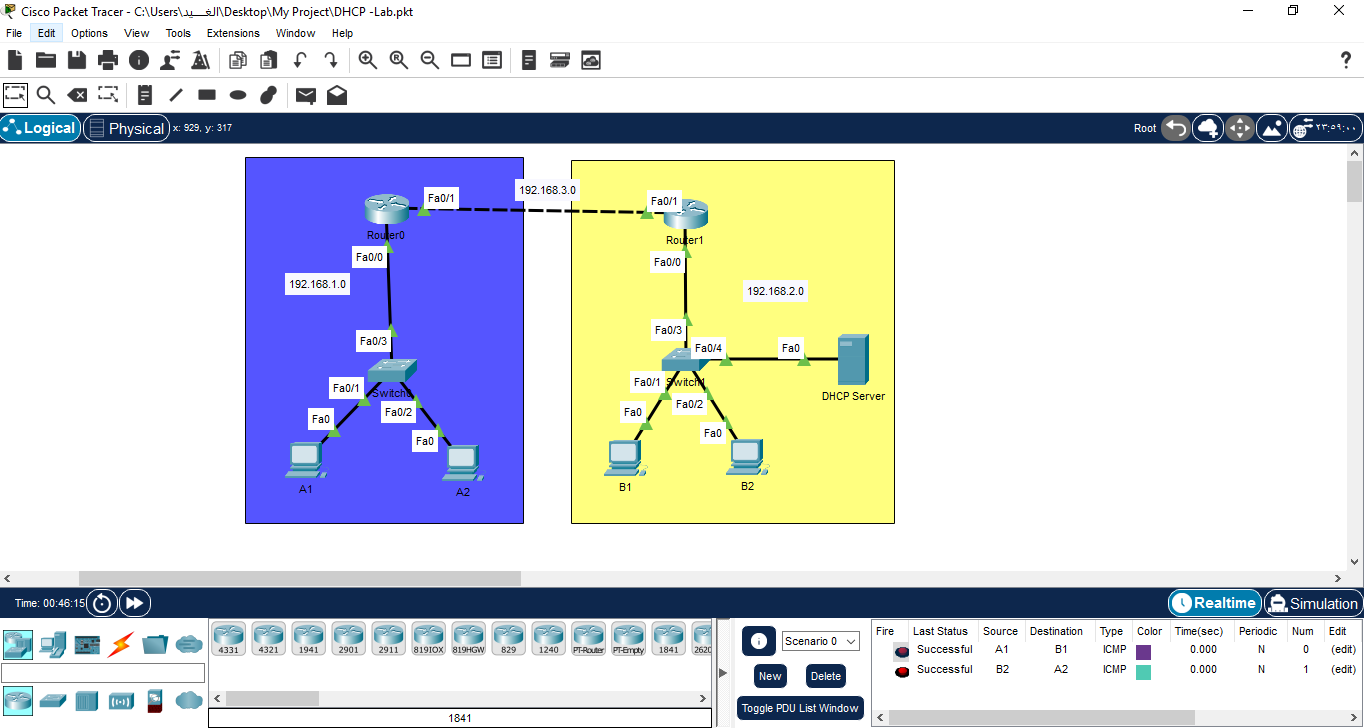 Cisco Packet Tracer - C:\Users\الغـــيد\Desktop\My Project\DHCP -Lab.pkt
File Edit Options View Tools Extensions Window Help
?
Logical Physical x: 929, y: 317 Root ٢٣:٥٩:٠٠
192.168.3.0
Fa0/1
Fa0/1
Router0
Router1
Fa0/0
Fa0/0
192.168.1.0
192.168.2.0
Fa0/3
Fa0/3
Fa0/4
Fa0
Switch1
Fa0/1
Fa0/1
Switch0
DHCP Server
Fa0/2
Fa0/2
Fa0
Fa0
Fa0
Fa0
A1
A2
B1
B2
Time: 00:46:15 Realtime Simulation
4331 4321 1941 2901 2911 819IOX 819HGW 829 1240 PT-Router PT-Empty 1841 2620
1841
Scenario 0
New Delete
Toggle PDU List Window
Fire Last Status Source Destination Type Color Time(sec) Periodic Num Edit
Successful A1 B1 ICMP 0.000 N 0 (edit)
Successful B2 A2 ICMP 0.000 N 1 (edit)